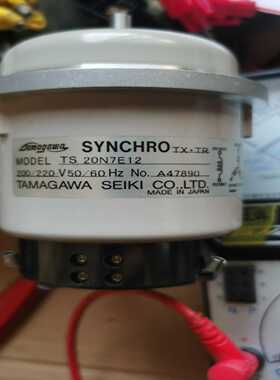 Tamagawa SYNCHRO TX・TR
MODEL TS 20N7E12
200/220 V 50/60 Hz No. A47890
TAMAGAWA SEIKI CO.,LTD.
MADE IN JAPAN